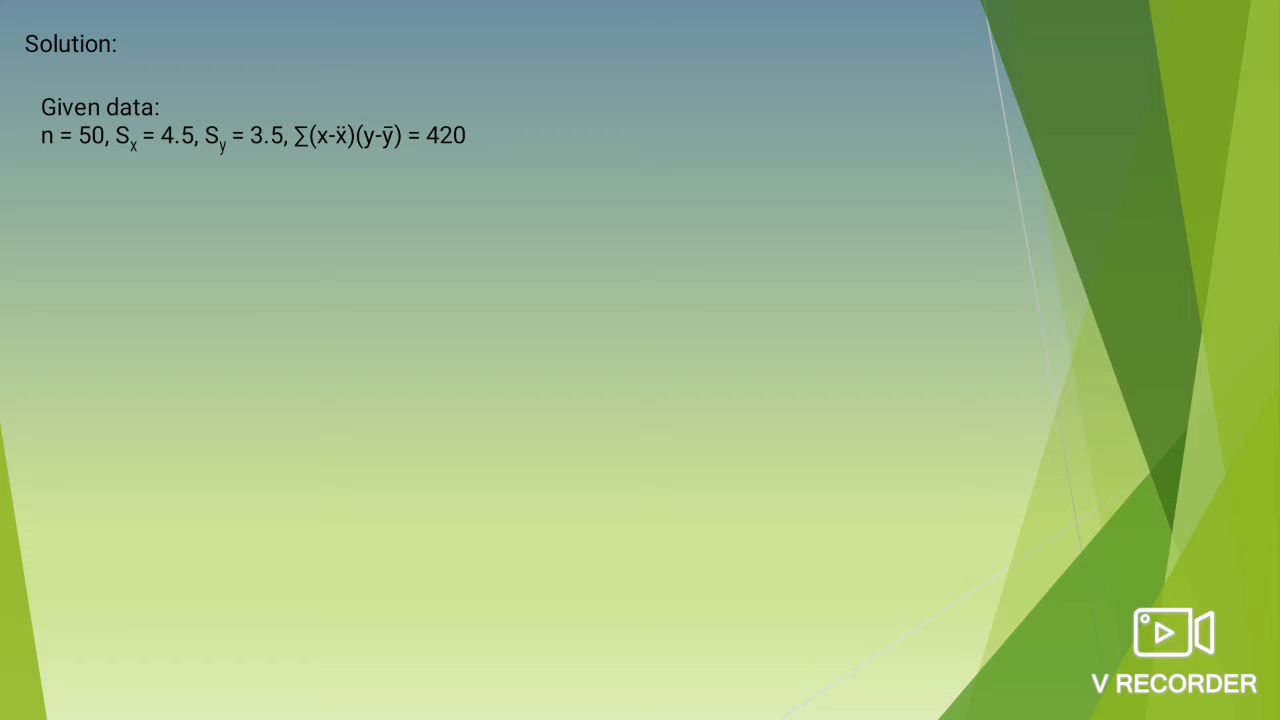 Solution:
Given data:
n = 50, Sx = 4.5, Sy = 3.5, ∑(x-ẍ)(y-ȳ) = 420
V RECORDER